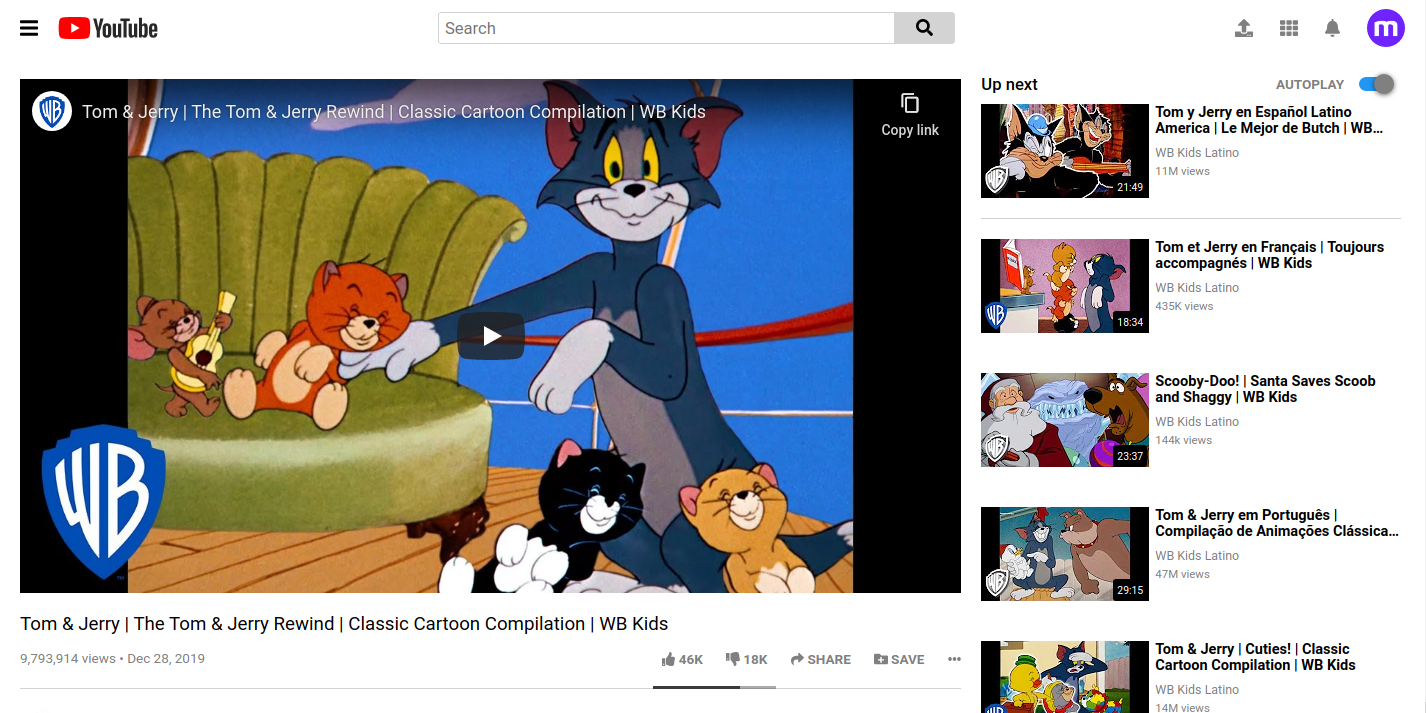 YouTube
Search
m
WB
Tom & Jerry | The Tom & Jerry Rewind | Classic Cartoon Compilation | WB Kids
Copy link
WB
Tom & Jerry | The Tom & Jerry Rewind | Classic Cartoon Compilation | WB Kids
9,793,914 views • Dec 28, 2019
46K
18K
SHARE
SAVE
Up next
AUTOPLAY
WB
21:49
Tom y Jerry en Español Latino
America | Le Mejor de Butch | WB...
WB Kids Latino
11M views
WB
18:34
Tom et Jerry en Français | Toujours
accompagnés | WB Kids
WB Kids Latino
435K views
WB
23:37
Scooby-Doo! | Santa Saves Scoob
and Shaggy | WB Kids
WB Kids Latino
144k views
WB
29:15
Tom & Jerry em Português |
Compilação de Animações Clássica...
WB Kids Latino
47M views
Tom & Jerry | Cuties! | Classic
Cartoon Compilation | WB Kids
WB Kids Latino
14M views